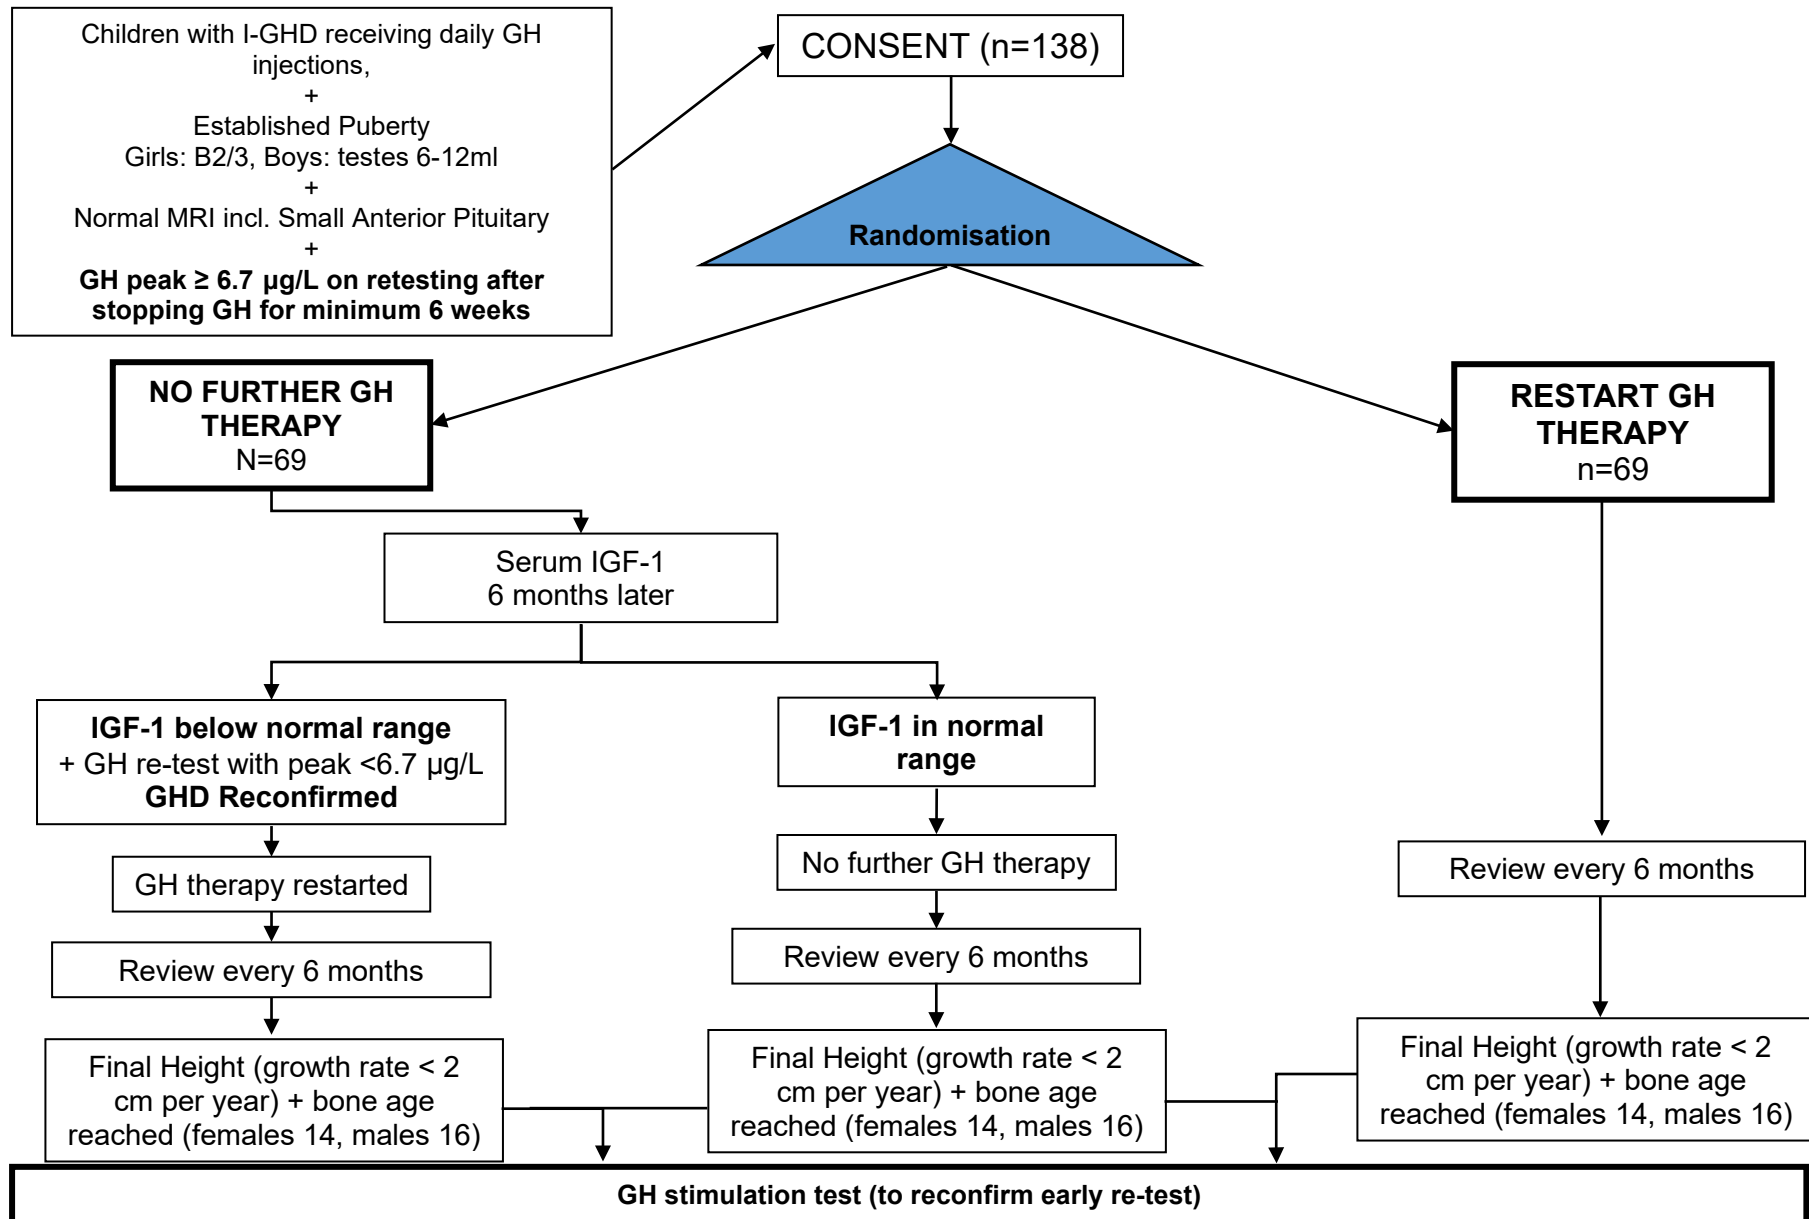 Children with I-GHD receiving daily GH
injections,
+
Established Puberty
Girls: B2/3, Boys: testes 6-12ml
+
Normal MRI incl. Small Anterior Pituitary
+
GH peak ≥ 6.7 µg/L on retesting after
stopping GH for minimum 6 weeks
CONSENT (n=138)
Randomisation
NO FURTHER GH
THERAPY
N=69
RESTART GH
THERAPY
n=69
Serum IGF-1
6 months later
IGF-1 below normal range
+ GH re-test with peak <6.7 µg/L
GHD Reconfirmed
IGF-1 in normal
range
GH therapy restarted
No further GH therapy
Review every 6 months
Review every 6 months
Review every 6 months
Final Height (growth rate < 2
cm per year) + bone age
reached (females 14, males 16)
Final Height (growth rate < 2
cm per year) + bone age
reached (females 14, males 16)
Final Height (growth rate < 2
cm per year) + bone age
reached (females 14, males 16)
GH stimulation test (to reconfirm early re-test)